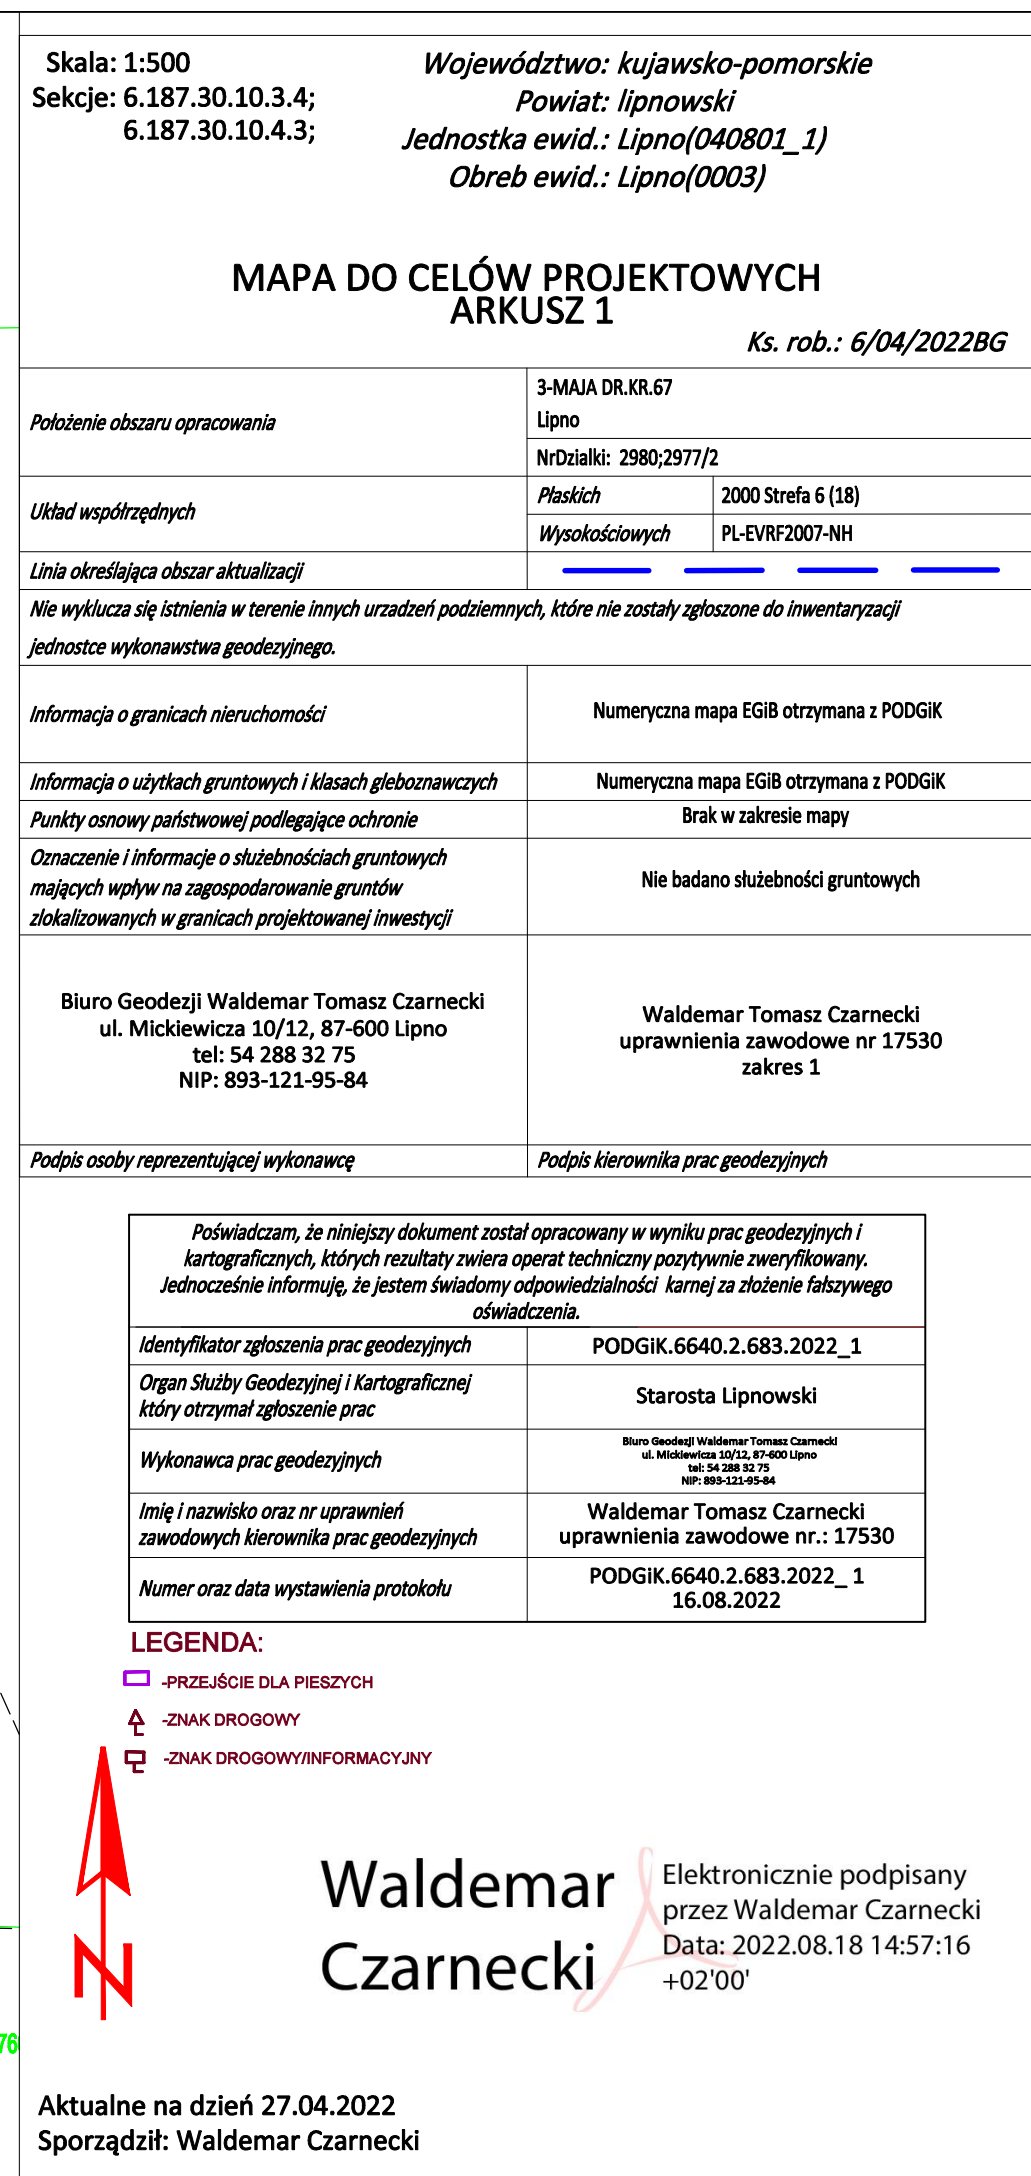 Skala: 1:500
Sekcje: 6.187.30.10.3.4;
6.187.30.10.4.3;
Województwo: kujawsko-pomorskie
Powiat: lipnowski
Jednostka ewid.: Lipno(040801_1)
Obreb ewid.: Lipno(0003)
MAPA DO CELÓW PROJEKTOWYCH
ARKUSZ 1
Ks. rob.: 6/04/2022BG
Położenie obszaru opracowania
3-MAJA DR.KR.67
Lipno
NrDzialki: 2980;2977/2
Układ współrzędnych
Płaskich
2000 Strefa 6 (18)
Wysokościowych
PL-EVRF2007-NH
Linia określająca obszar aktualizacji
Nie wyklucza się istnienia w terenie innych urzadzeń podziemnych, które nie zostały zgłoszone do inwentaryzacji
jednostce wykonawstwa geodezyjnego.
Informacja o granicach nieruchomości
Numeryczna mapa EGiB otrzymana z PODGiK
Informacja o użytkach gruntowych i klasach gleboznawczych
Numeryczna mapa EGiB otrzymana z PODGiK
Punkty osnowy państwowej podlegające ochronie
Brak w zakresie mapy
Oznaczenie i informacje o służebnościach gruntowych
mających wpływ na zagospodarowanie gruntów
zlokalizowanych w granicach projektowanej inwestycji
Nie badano służebności gruntowych
Biuro Geodezji Waldemar Tomasz Czarnecki
ul. Mickiewicza 10/12, 87-600 Lipno
tel: 54 288 32 75
NIP: 893-121-95-84
Waldemar Tomasz Czarnecki
uprawnienia zawodowe nr 17530
zakres 1
Podpis osoby reprezentującej wykonawcę
Podpis kierownika prac geodezyjnych
Poświadczam, że niniejszy dokument został opracowany w wyniku prac geodezyjnych i
kartograficznych, których rezultaty zwiera operat techniczny pozytywnie zweryfikowany.
Jednocześnie informuję, że jestem świadomy odpowiedzialności karnej za złożenie fałszywego
oświadczenia.
Identyfikator zgłoszenia prac geodezyjnych
PODGiK.6640.2.683.2022_1
Organ Służby Geodezyjnej i Kartograficznej
który otrzymał zgłoszenie prac
Starosta Lipnowski
Wykonawca prac geodezyjnych
Biuro Geodezji Waldemar Tomasz Czarnecki
ul. Mickiewicza 10/12, 87-600 Lipno
tel: 54 288 32 75
NIP: 893-121-95-84
Imię i nazwisko oraz nr uprawnień
zawodowych kierownika prac geodezyjnych
Waldemar Tomasz Czarnecki
uprawnienia zawodowe nr.: 17530
Numer oraz data wystawienia protokołu
PODGiK.6640.2.683.2022_ 1
16.08.2022
LEGENDA:
-PRZEJŚCIE DLA PIESZYCH
-ZNAK DROGOWY
-ZNAK DROGOWY/INFORMACYJNY
N
Waldemar
Czarnecki
Elektronicznie podpisany
przez Waldemar Czarnecki
Data: 2022.08.18 14:57:16
+02'00'
76
Aktualne na dzień 27.04.2022
Sporządził: Waldemar Czarnecki